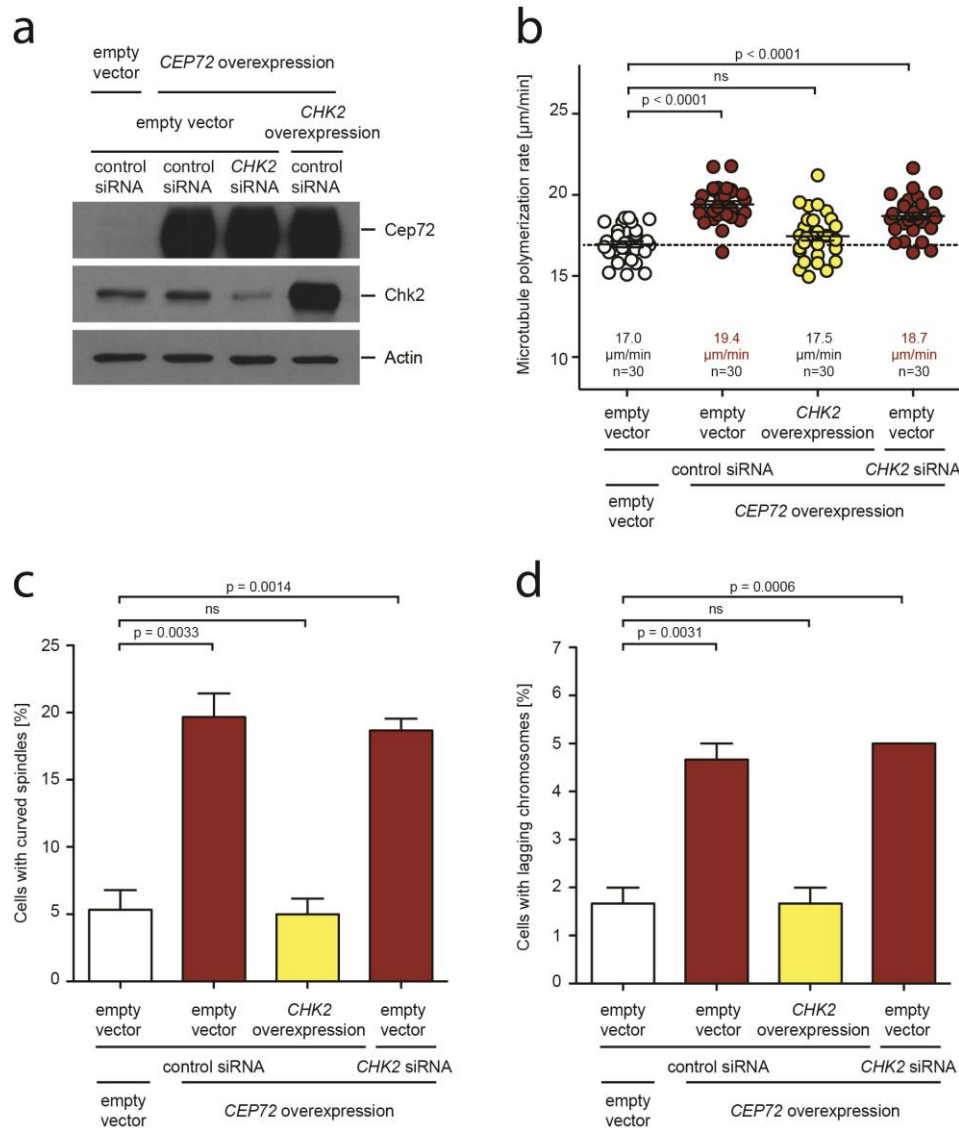 a
empty
vector
CEP72 overexpression
empty vector
CHK2
overexpression
control
siRNA
control
siRNA
CHK2
siRNA
control
siRNA
Cep72
Chk2
Actin
b
p < 0.0001
ns
p < 0.0001
Microtubule polymerization rate [µm/min]
25
20
15
10
17.0
µm/min
n=30
19.4
µm/min
n=30
17.5
µm/min
n=30
18.7
µm/min
n=30
empty
vector
empty
vector
CHK2
overexpression
empty
vector
control siRNA
CHK2 siRNA
empty
vector
CEP72 overexpression
c
p = 0.0014
ns
p = 0.0033
Cells with curved spindles [%]
25
20
15
10
5
0
empty
vector
empty
vector
CHK2
overexpression
empty
vector
control siRNA
CHK2 siRNA
empty
vector
CEP72 overexpression
d
p = 0.0006
ns
p = 0.0031
Cells with lagging chromosomes [%]
7
6
5
4
3
2
1
0
empty
vector
empty
vector
CHK2
overexpression
empty
vector
control siRNA
CHK2 siRNA
empty
vector
CEP72 overexpression